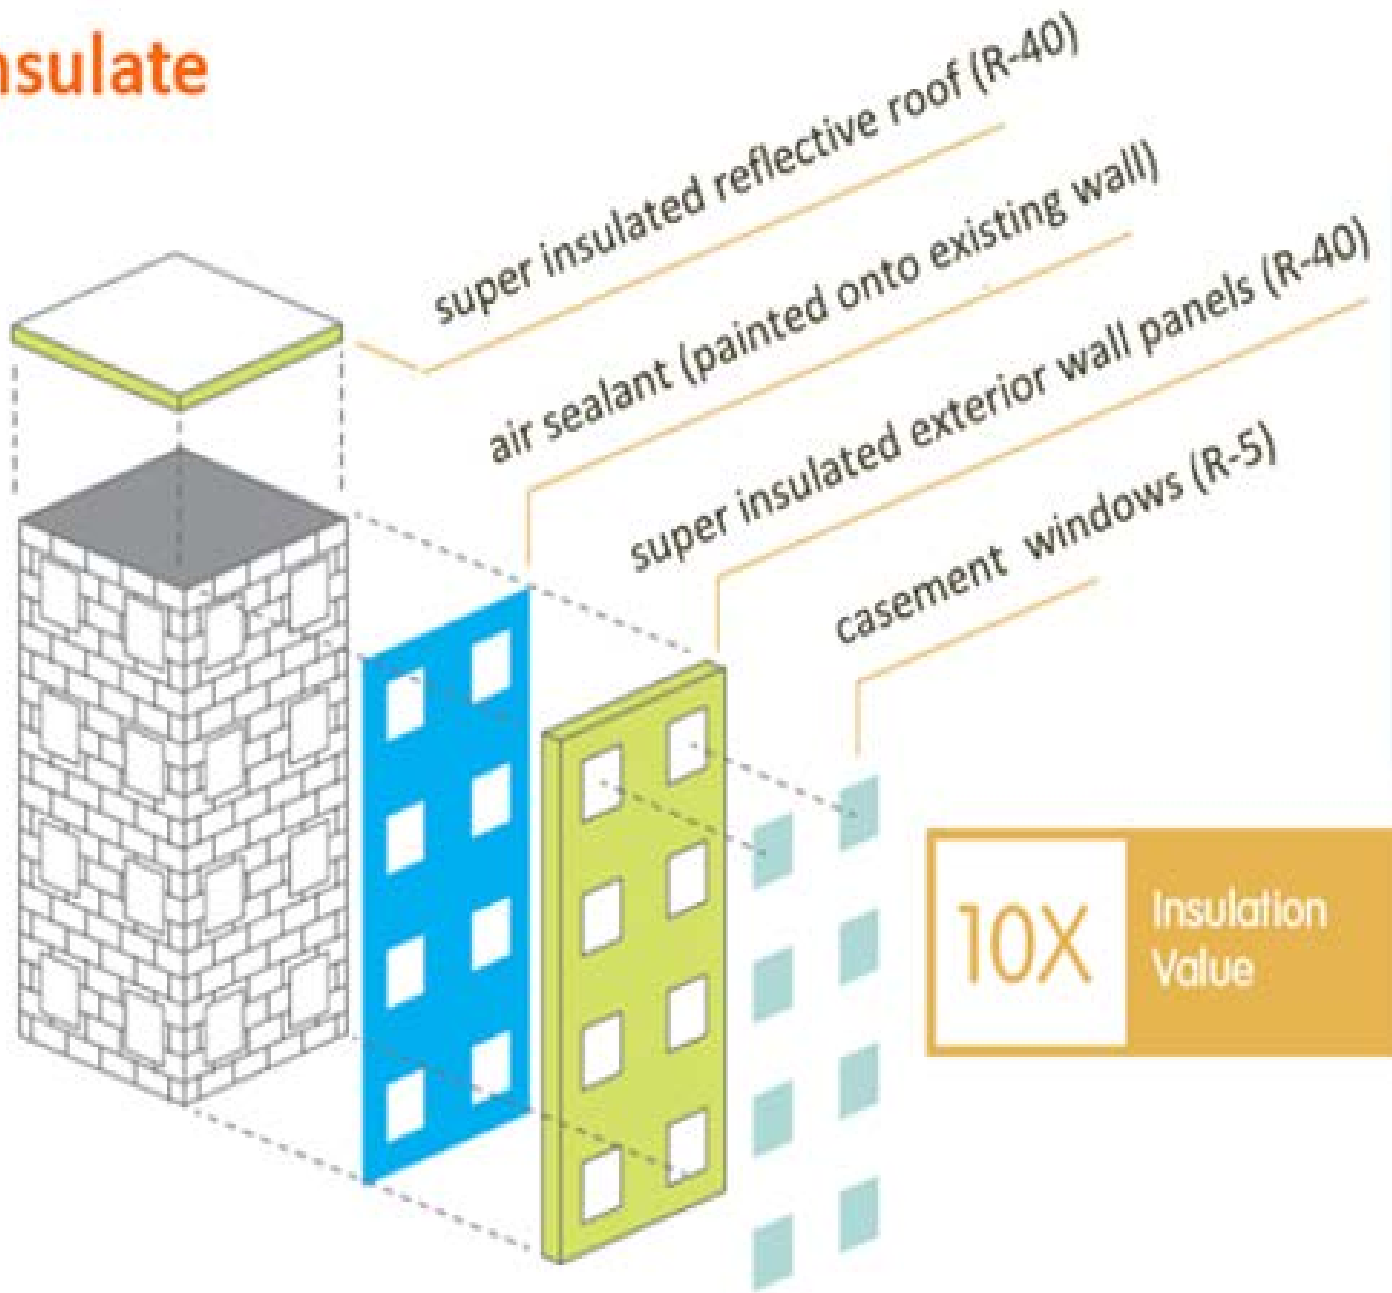 nsulate
super insulated reflective roof (R-40)
air sealant (painted onto existing wall)
super insulated exterior wall panels (R-40)
casement windows (R-5)
10X
Insulation
Value